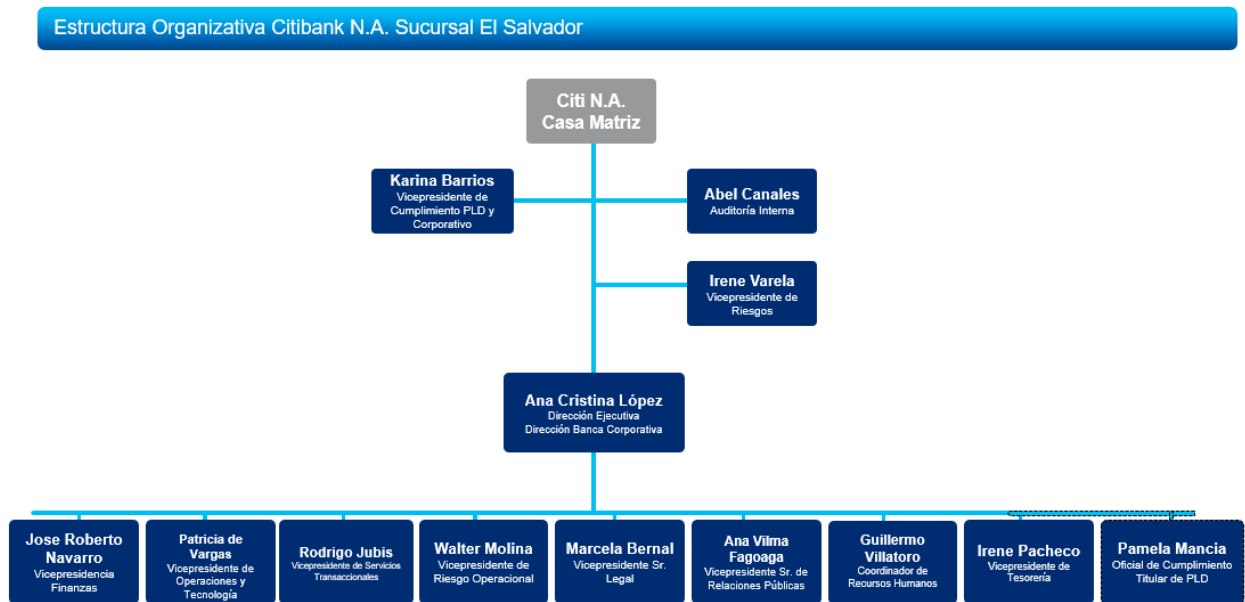 Estructura Organizativa Citibank N.A. Sucursal El Salvador
Citi N.A.
Casa Matriz
Karina Barrios
Vicepresidente de
Cumplimiento PLD y
Corporativo
Abel Canales
Auditoría Interna
Irene Varela
Vicepresidente de
Riesgos
Ana Cristina López
Dirección Ejecutiva
Dirección Banca Corporativa
Jose Roberto
Navarro
Vicepresidencia
Finanzas
Patricia de
Vargas
Vicepresidente de
Operaciones y
Tecnología
Rodrigo Jubis
Vicepresidente de Servicios
Transaccionales
Walter Molina
Vicepresidente de
Riesgo Operacional
Marcela Bernal
Vicepresidente Sr.
Legal
Ana Vilma
Fagoaga
Vicepresidente Sr. de
Relaciones Públicas
Guillermo
Villatoro
Coordinador de
Recursos Humanos
Irene Pacheco
Vicepresidente de
Tesorería
Pamela Mancia
Oficial de Cumplimiento
Titular de PLD